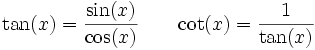 tan(x) = sin(x)/cos(x)    cot(x) = 1/tan(x)